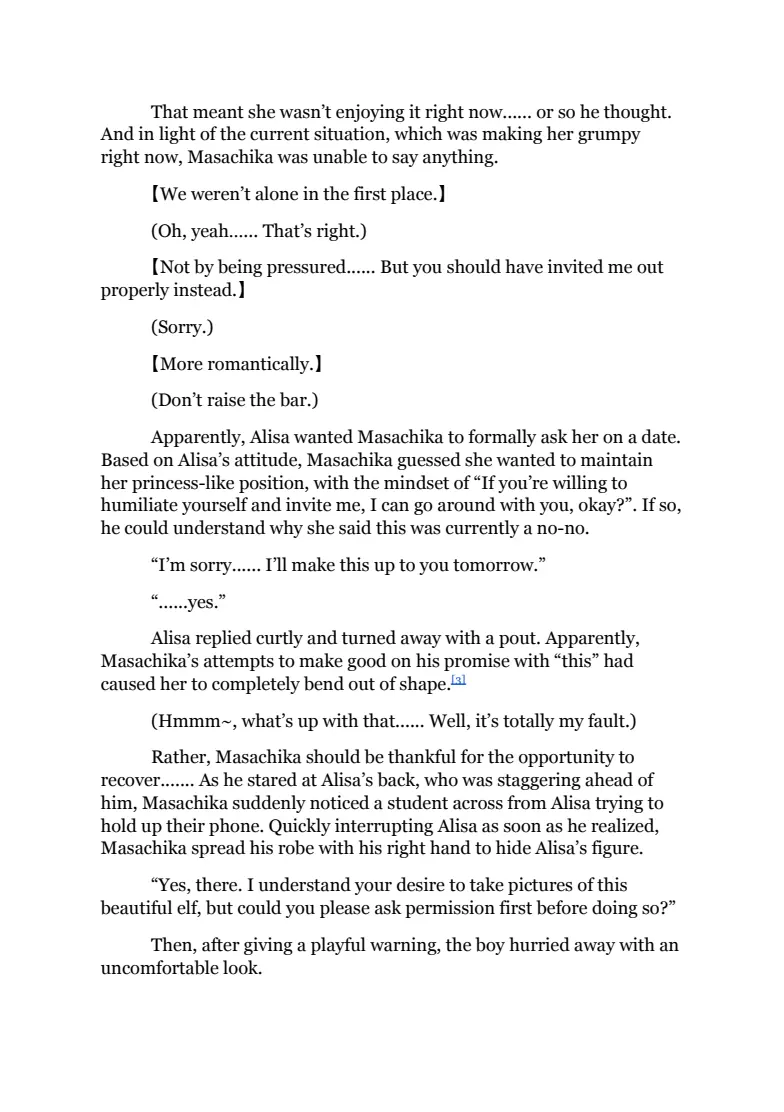 That meant she wasn’t enjoying it right now...... or so he thought.
And in light of the current situation, which was making her grumpy
right now, Masachika was unable to say anything.
【We weren’t alone in the first place.】
(Oh, yeah...... That’s right.)
【Not by being pressured...... But you should have invited me out
properly instead.】
(Sorry.)
【More romantically.】
(Don’t raise the bar.)
Apparently, Alisa wanted Masachika to formally ask her on a date.
Based on Alisa’s attitude, Masachika guessed she wanted to maintain
her princess-like position, with the mindset of “If you’re willing to
humiliate yourself and invite me, I can go around with you, okay?”. If so,
he could understand why she said this was currently a no-no.
“I’m sorry...... I’ll make this up to you tomorrow.”
“......yes.”
Alisa replied curtly and turned away with a pout. Apparently,
Masachika’s attempts to make good on his promise with “this” had
caused her to completely bend out of shape.[3]
(Hmmm~, what’s up with that...... Well, it’s totally my fault.)
Rather, Masachika should be thankful for the opportunity to
recover....... As he stared at Alisa’s back, who was staggering ahead of
him, Masachika suddenly noticed a student across from Alisa trying to
hold up their phone. Quickly interrupting Alisa as soon as he realized,
Masachika spread his robe with his right hand to hide Alisa’s figure.
“Yes, there. I understand your desire to take pictures of this
beautiful elf, but could you please ask permission first before doing so?”
Then, after giving a playful warning, the boy hurried away with an
uncomfortable look.